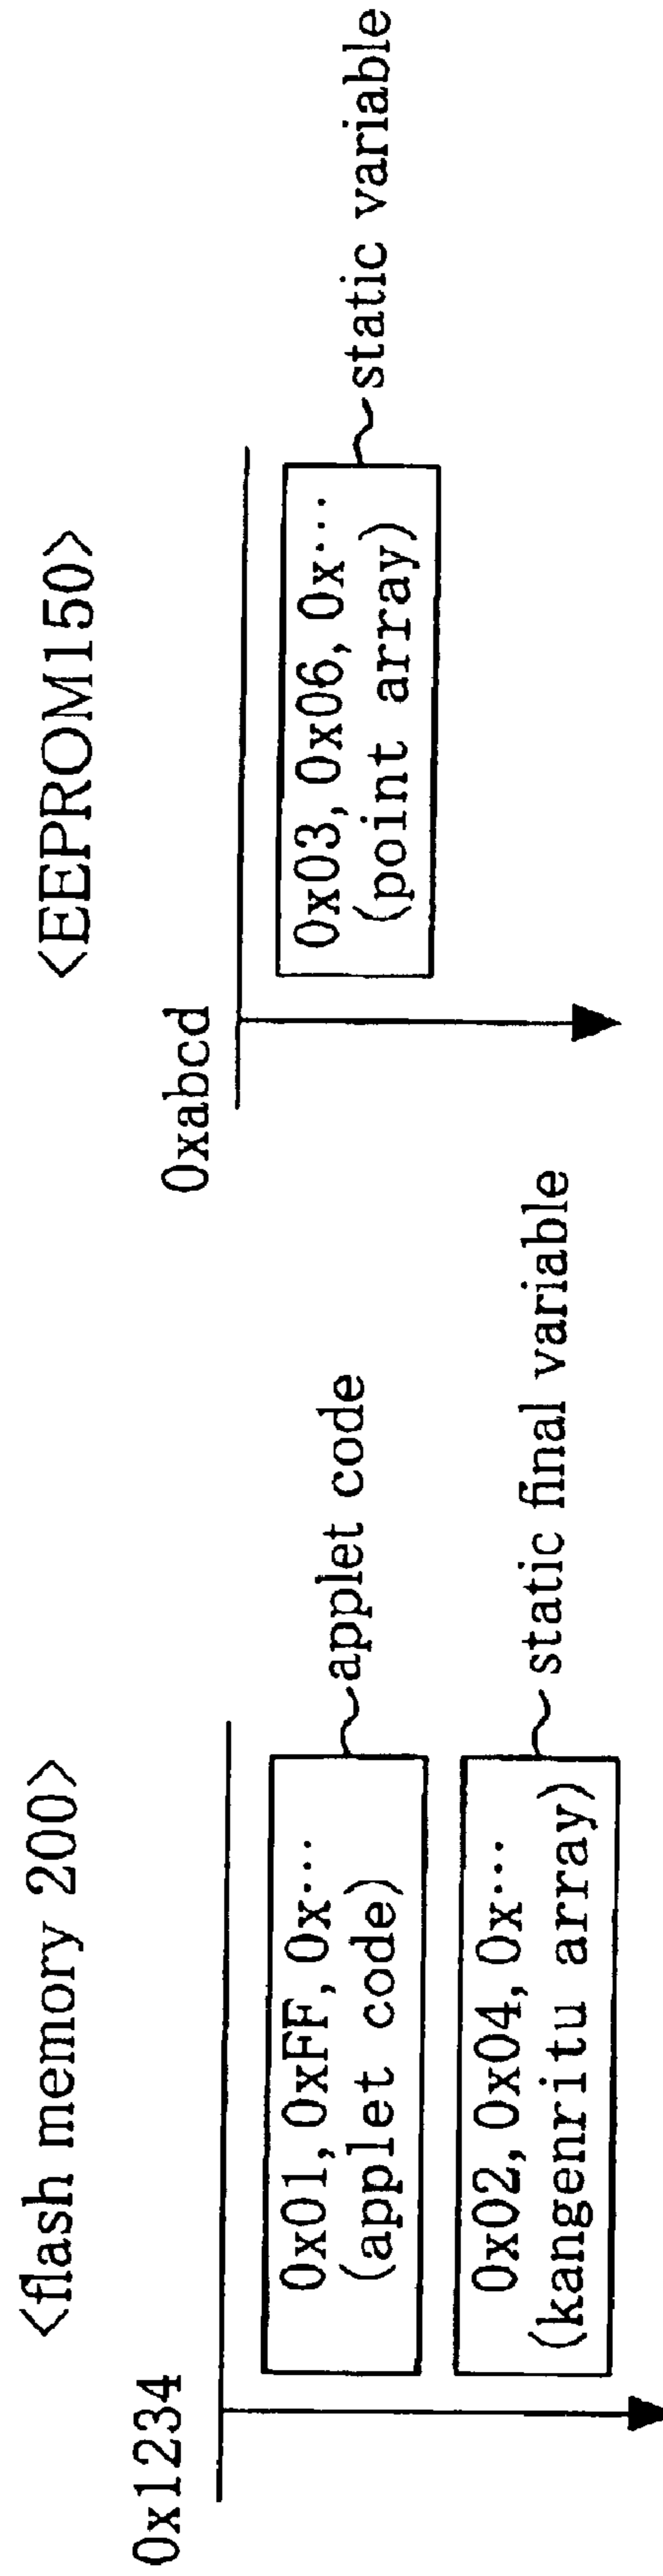 <flash memory 200>
0x1234
0x01, 0xFF, 0x…
(applet code)
applet code
0x02, 0x04, 0x…
(kangenritu array)
static final variable
<EEPROM150>
0xabcd
0x03, 0x06, 0x…
(point array)
static variable